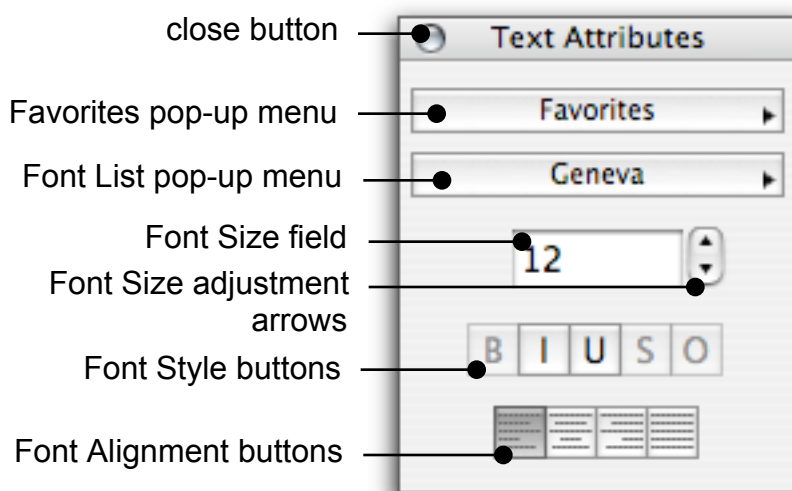 close button
Text Attributes
Favorites pop-up menu
Favorites
Font List pop-up menu
Geneva
Font Size field
12
Font Size adjustment
arrows
B I U S O
Font Style buttons
Font Alignment buttons